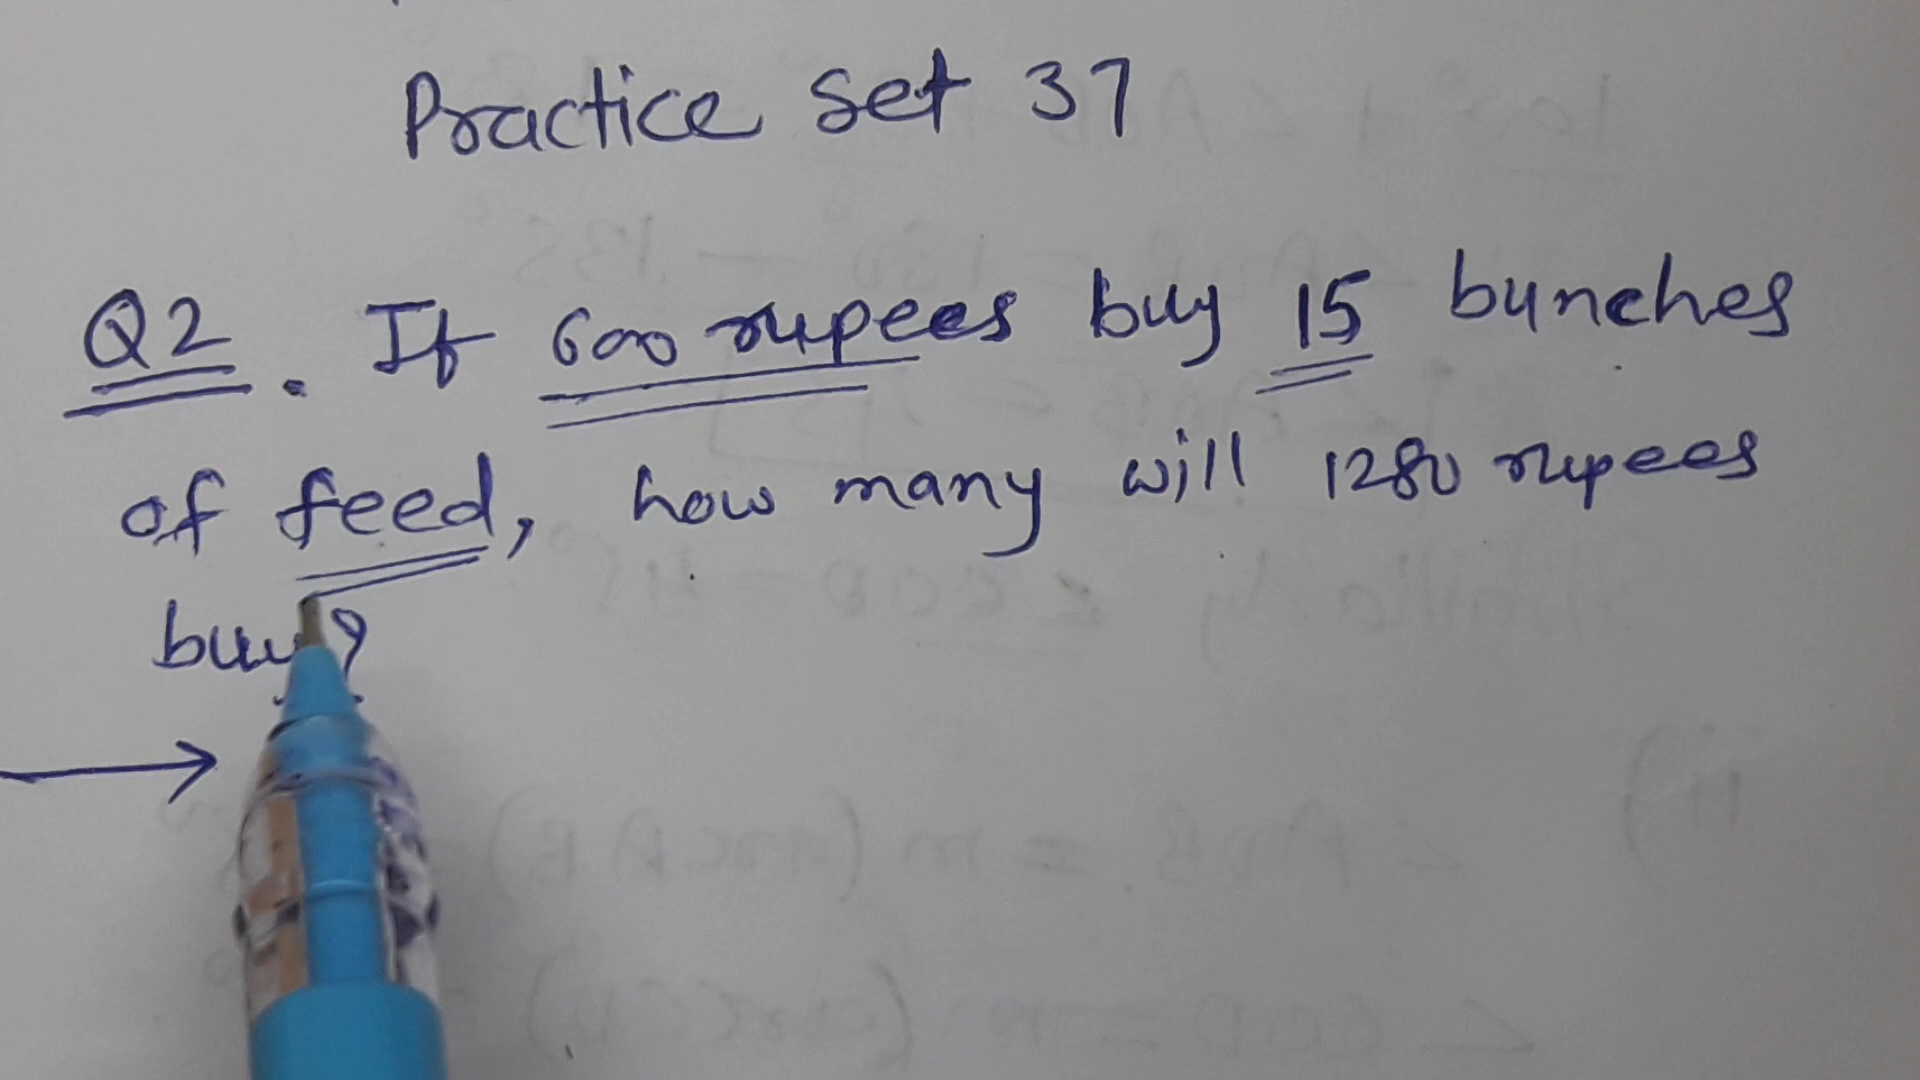 Practice Set 37
Q2. If 600 rupees buy 15 bunches
of feed, how many will 1280 rupees
buy?